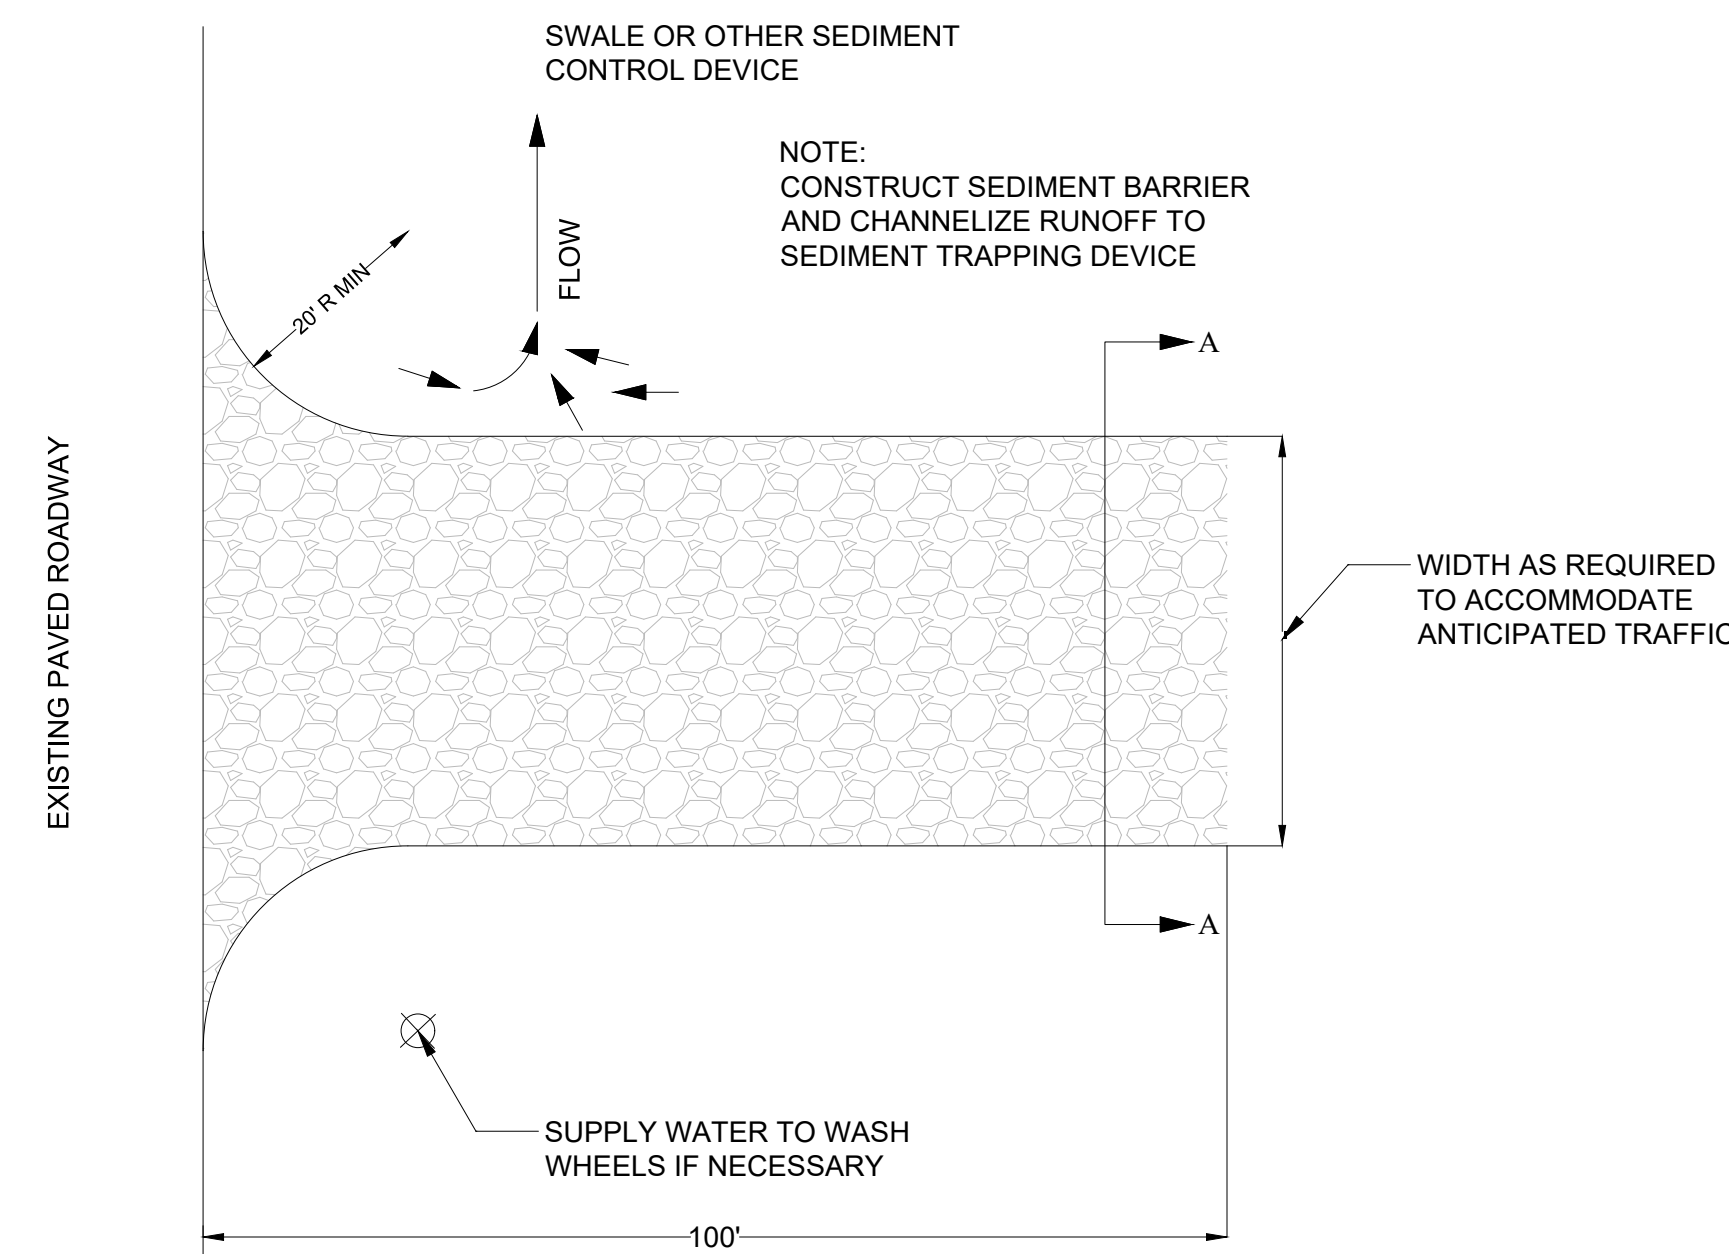 SWALE OR OTHER SEDIMENT
CONTROL DEVICE
NOTE:
CONSTRUCT SEDIMENT BARRIER
AND CHANNELIZE RUNOFF TO
SEDIMENT TRAPPING DEVICE
FLOW
20' R MIN
A
EXISTING PAVED ROADWAY
WIDTH AS REQUIRED
TO ACCOMMODATE
ANTICIPATED TRAFFIC
A
SUPPLY WATER TO WASH
WHEELS IF NECESSARY
100'